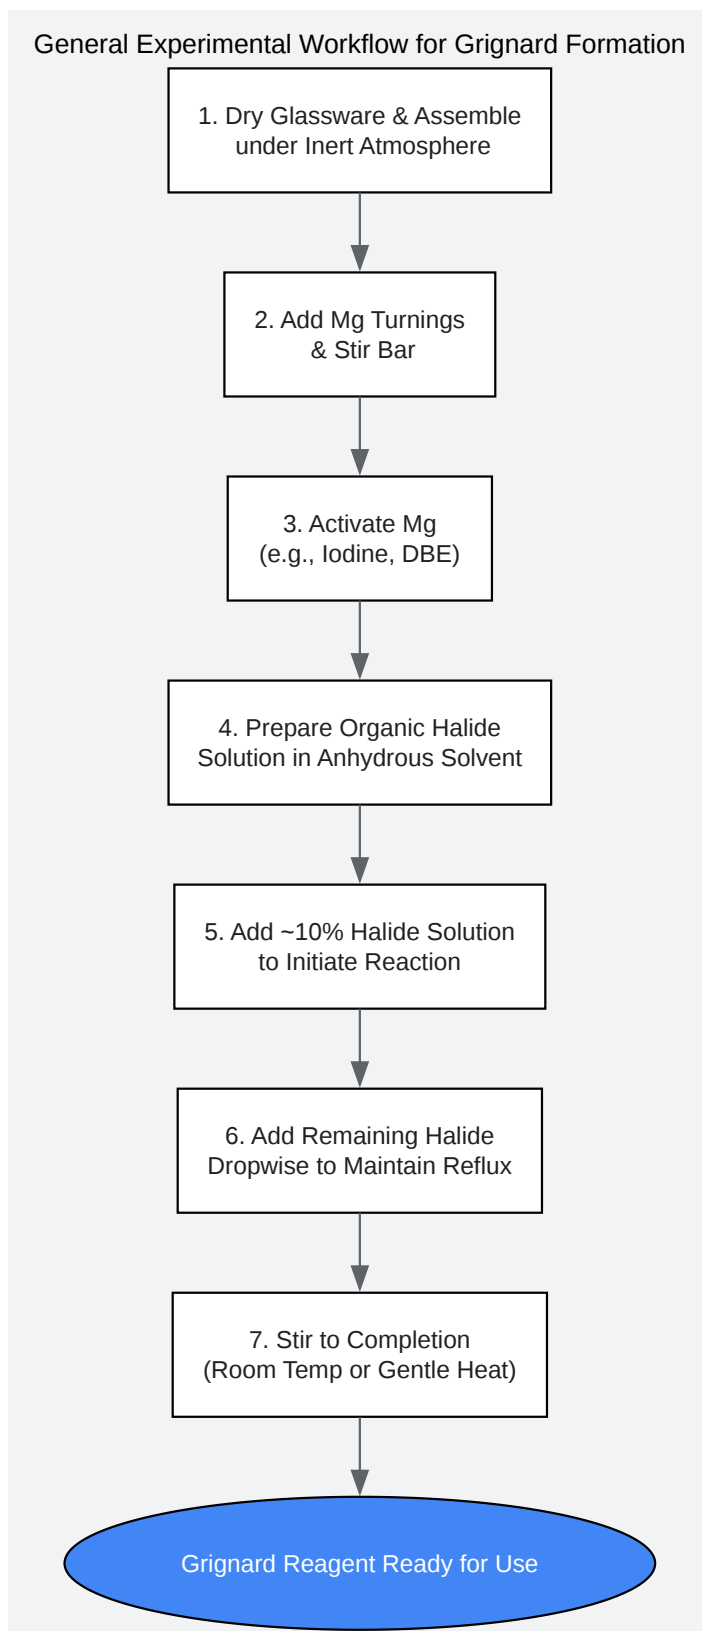 General Experimental Workflow for Grignard Formation
1. Dry Glassware & Assemble
under Inert Atmosphere
2. Add Mg Turnings
& Stir Bar
3. Activate Mg
(e.g., Iodine, DBE)
4. Prepare Organic Halide
Solution in Anhydrous Solvent
5. Add ~10% Halide Solution
to Initiate Reaction
6. Add Remaining Halide
Dropwise to Maintain Reflux
7. Stir to Completion
(Room Temp or Gentle Heat)
Grignard Reagent Ready for Use